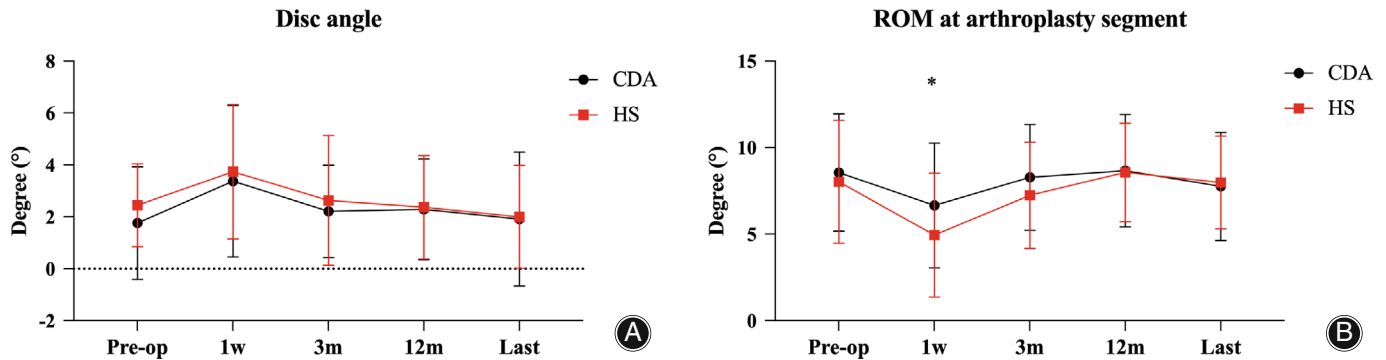 Disc angle
8
6
4
2
0
-2
Degree (°)
Pre-op 1w 3m 12m Last
CDA
HS
A
ROM at arthroplasty segment
15
10
5
0
Degree (°)
*
Pre-op 1w 3m 12m Last
CDA
HS
B